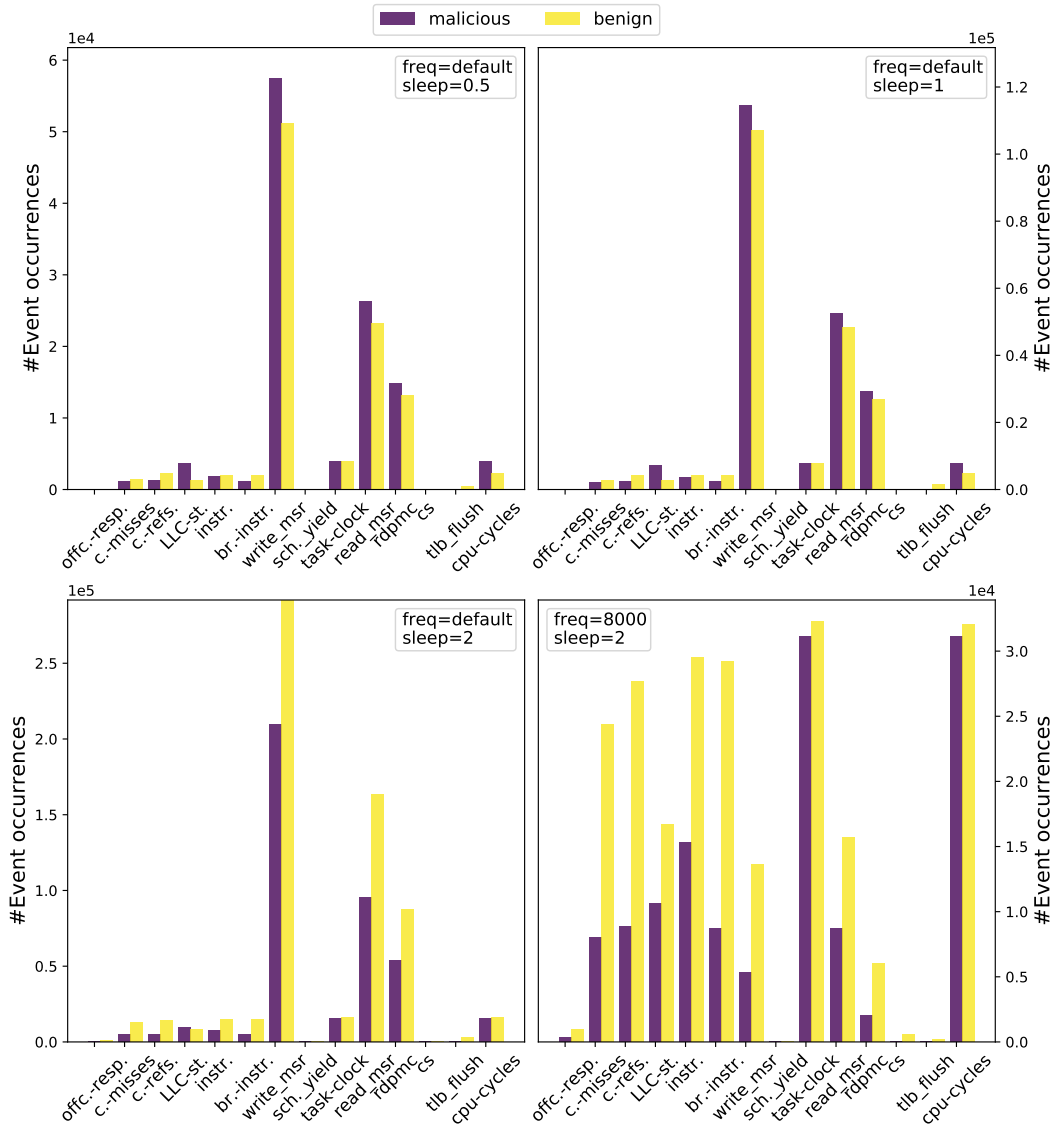 malicious benign
1e4
freq=default
sleep=0.5
#Event occurrences
6
5
4
3
2
1
0
offc.-resp.
c.-misses
c.-refs.
LLC-st.
instr.
br.-instr.
write_msr
sch._yield
task-clock
read_msr
rdpmc
cs
tlb_flush
cpu-cycles
1e5
freq=default
sleep=1
#Event occurrences
1.2
1.0
0.8
0.6
0.4
0.2
0.0
offc.-resp.
c.-misses
c.-refs.
LLC-st.
instr.
br.-instr.
write_msr
sch._yield
task-clock
read_msr
rdpmc
cs
tlb_flush
cpu-cycles
1e5
freq=default
sleep=2
#Event occurrences
2.5
2.0
1.5
1.0
0.5
0.0
offc.-resp.
c.-misses
c.-refs.
LLC-st.
instr.
br.-instr.
write_msr
sch._yield
task-clock
read_msr
rdpmc
cs
tlb_flush
cpu-cycles
1e4
freq=8000
sleep=2
#Event occurrences
3.0
2.5
2.0
1.5
1.0
0.5
0.0
offc.-resp.
c.-misses
c.-refs.
LLC-st.
instr.
br.-instr.
write_msr
sch._yield
task-clock
read_msr
rdpmc
cs
tlb_flush
cpu-cycles